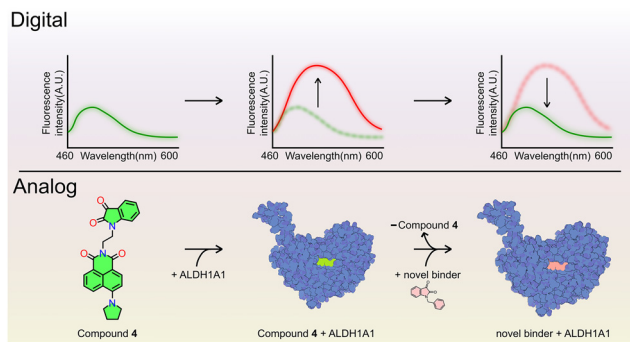 Digital
Fluorescence
intensity(A.U.)
460 Wavelength(nm) 600
Fluorescence
intensity(A.U.)
460 Wavelength(nm) 600
Fluorescence
intensity(A.U.)
460 Wavelength(nm) 600
Analog
O
O
N
O
N
O
N
Compound 4
+ ALDH1A1
Compound 4 + ALDH1A1
–Compound 4
+ novel binder
O
O
N
novel binder + ALDH1A1